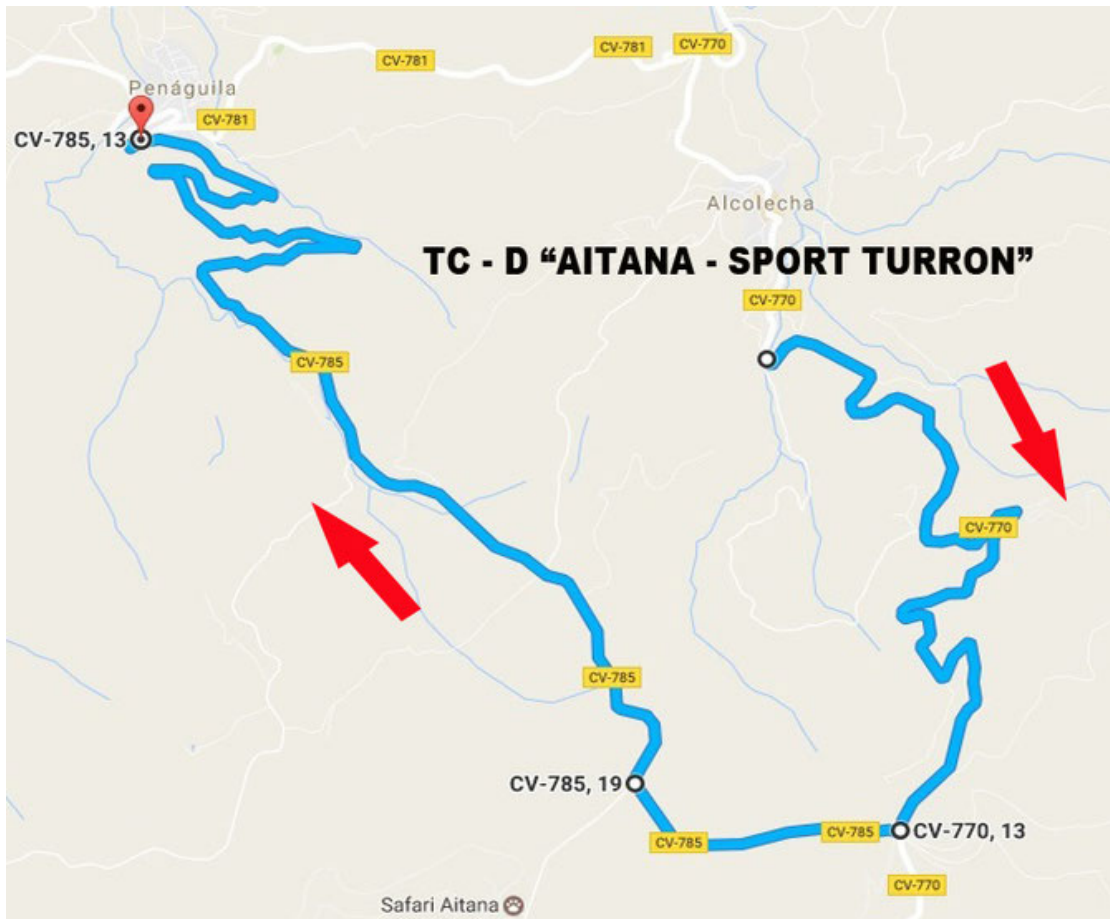 CV-770
CV-781
CV-781
Penáguila
CV-781
CV-785, 13
Alcolecha
TC - D “AITANA - SPORT TURRON”
CV-770
CV-785
CV-770
CV-785
CV-785, 19
CV-785
CV-785
CV-770, 13
CV-770
Safari Aitana